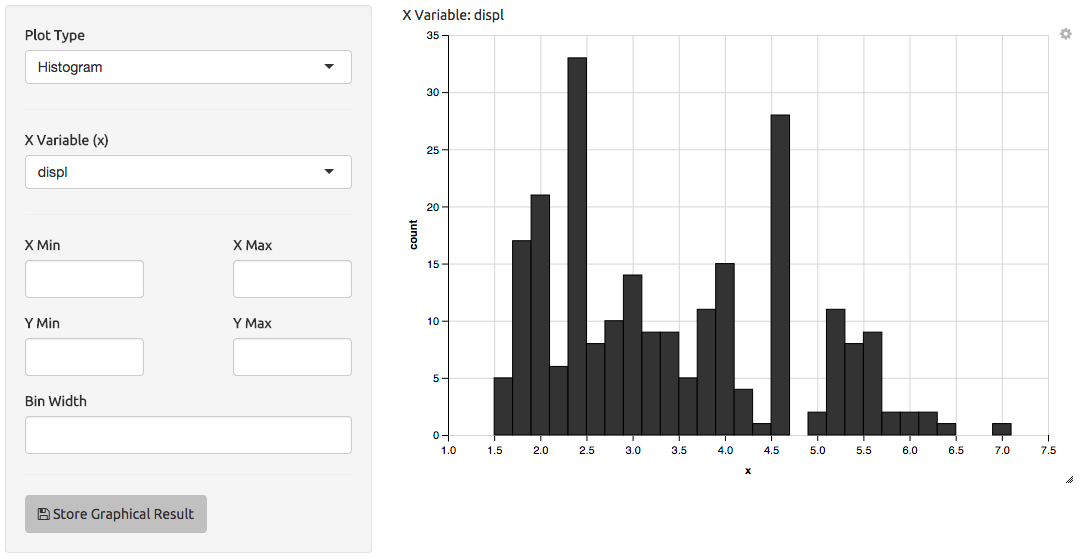 Plot Type
Histogram
X Variable (x)
displ
X Min X Max
Y Min Y Max
Bin Width
Store Graphical Result
X Variable: displ
35
30
25
20
15
10
5
0
count
1.0 1.5 2.0 2.5 3.0 3.5 4.0 4.5 5.0 5.5 6.0 6.5 7.0 7.5
x